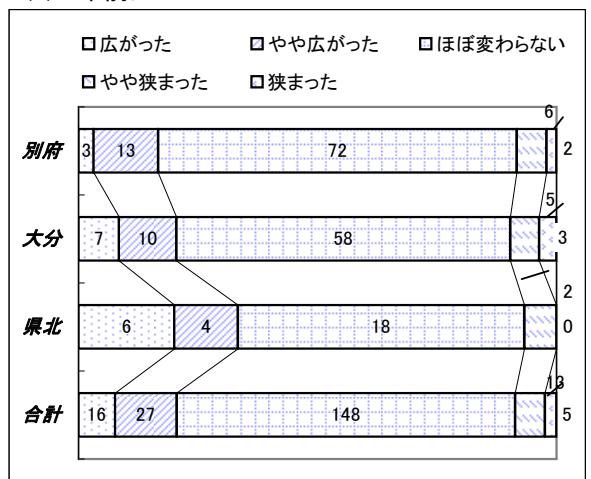 広がった やや広がった ほぼ変わらない
やや狭まった 狭まった
6
別府 3 13 72 2
5
大分 7 10 58 3
2
県北 6 4 18 0
13
合計 16 27 148 5